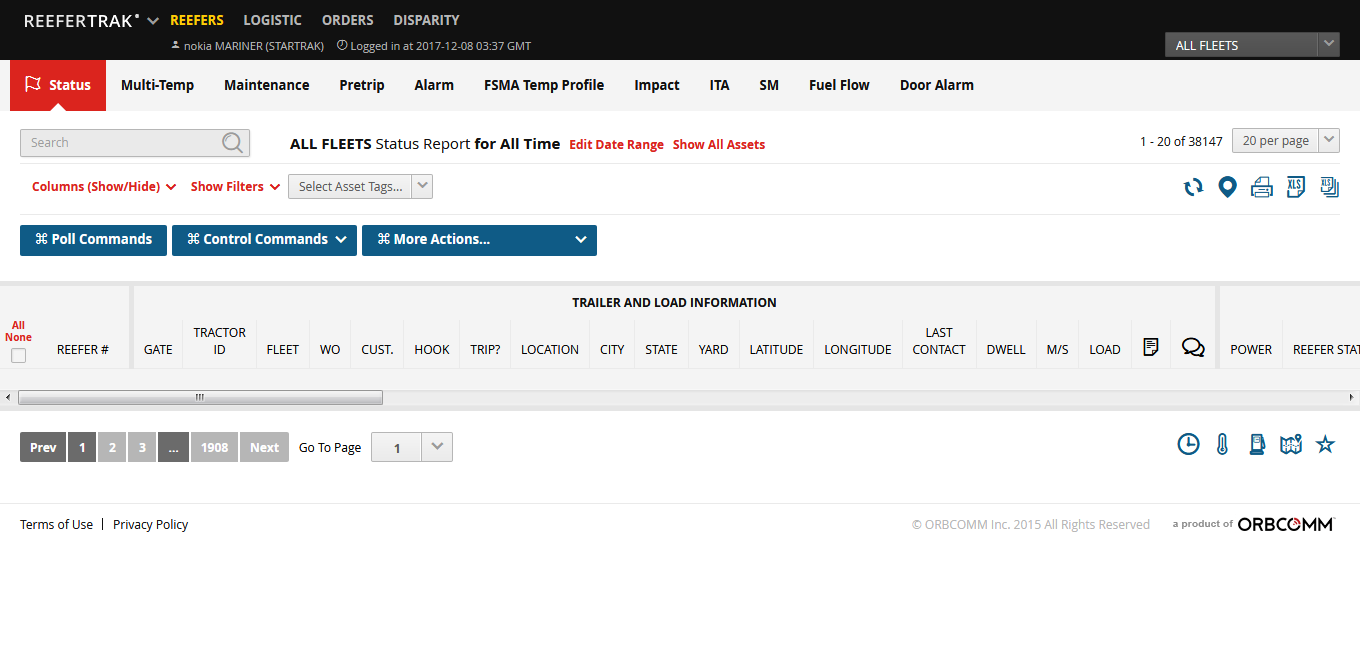 REEFERTRAK REEFERS LOGISTIC ORDERS DISPARITY
nokia MARINER (STARTRAK) Logged in at 2017-12-08 03:37 GMT
ALL FLEETS
Status Multi-Temp Maintenance Pretrip Alarm FSMA Temp Profile Impact ITA SM Fuel Flow Door Alarm
Search ALL FLEETS Status Report for All Time Edit Date Range Show All Assets 1 - 20 of 38147 20 per page
Columns (Show/Hide) Show Filters Select Asset Tags... XLS XLS
⌘ Poll Commands ⌘ Control Commands ⌘ More Actions...
TRAILER AND LOAD INFORMATION
All
None
REEFER # GATE TRACTOR ID FLEET WO CUST. HOOK TRIP? LOCATION CITY STATE YARD LATITUDE LONGITUDE LAST CONTACT DWELL M/S LOAD POWER REEFER STAT
Prev 1 2 3 ... 1908 Next Go To Page 1
Terms of Use | Privacy Policy © ORBCOMM Inc. 2015 All Rights Reserved a product of ORBCOMM